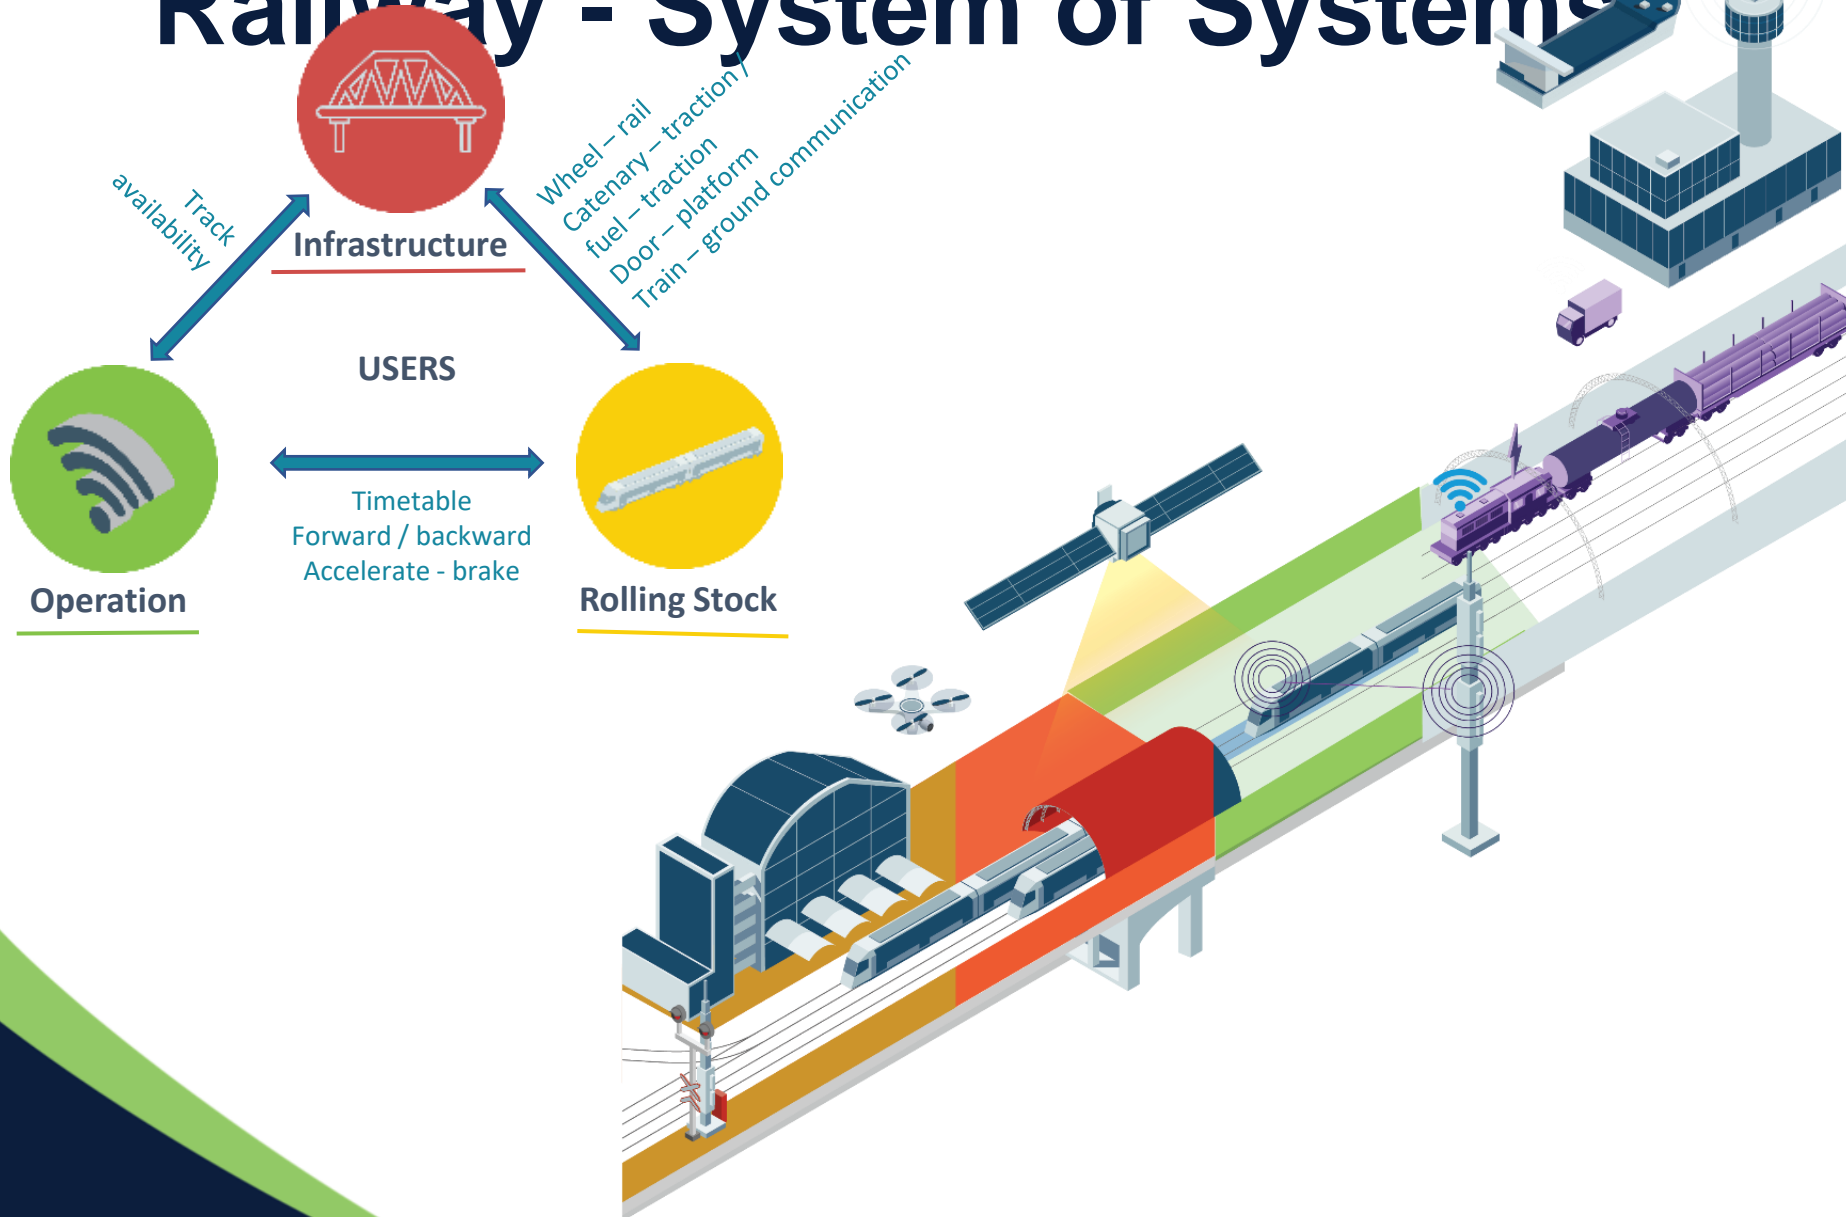 Railway - System of Systems
Track
availability
Infrastructure
Wheel – rail
Catenary – traction /
fuel – traction
Door – platform
Train – ground communication
USERS
Timetable
Forward / backward
Accelerate - brake
Operation
Rolling Stock